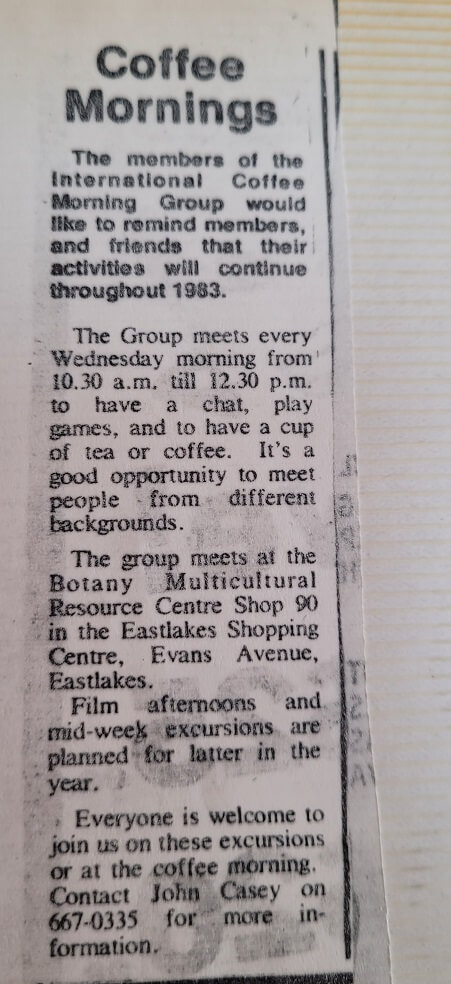 Coffee
Mornings
The members of the
International Coffee
Morning Group would
like to remind members,
and friends that their
activities will continue
throughout 1983.
The Group meets every
Wednesday morning from
10.30 a.m. till 12.30 p.m.
to have a chat, play
games, and to have a cup
of tea or coffee. It's a
good opportunity to meet
people from different
backgrounds.
The group meets at the
Botany Multicultural
Resource Centre Shop 90
in the Eastlakes Shopping
Centre, Evans Avenue,
Eastlakes.
Film afternoons and
mid-week excursions are
planned for latter in the
year.
Everyone is welcome to
join us on these excursions
or at the coffee morning.
Contact John Casey on
667-0335 for more in-
formation.